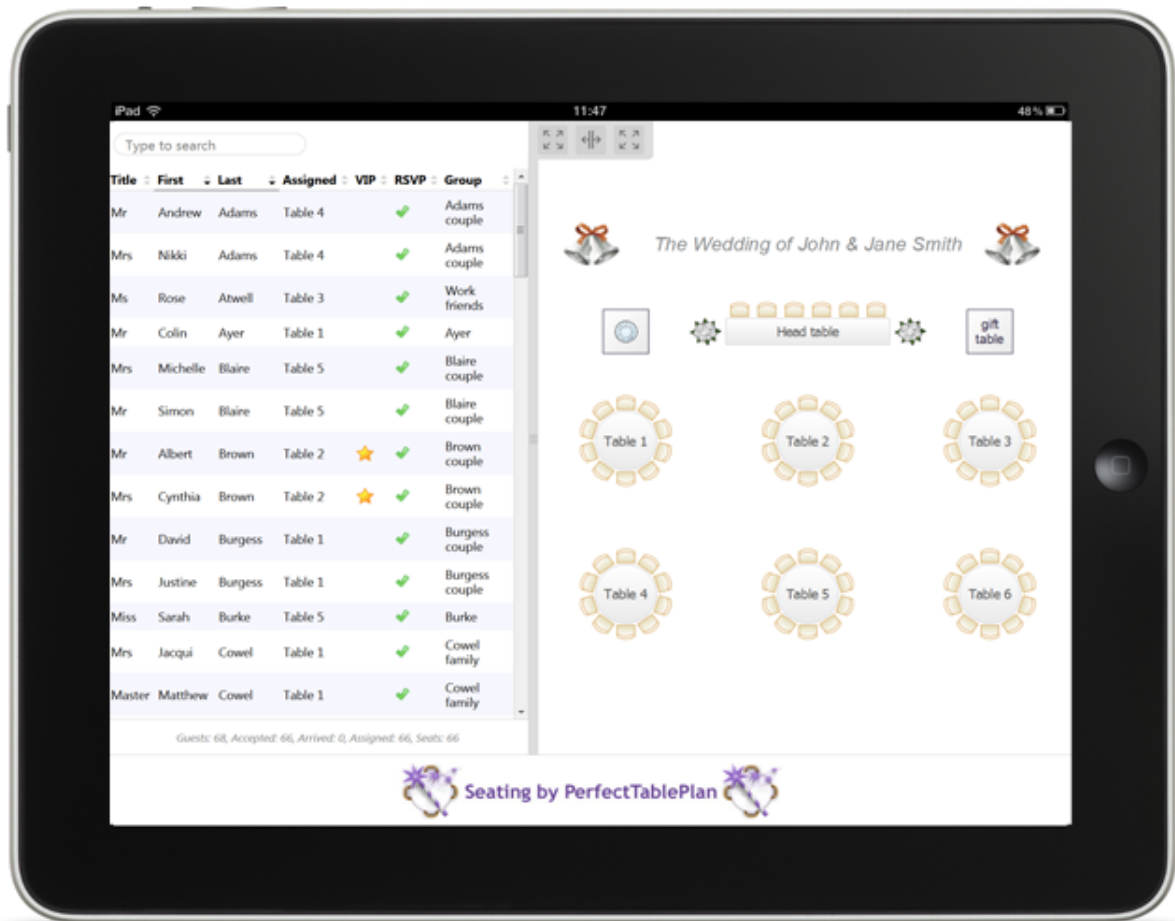 iPad 11:47 48%
Type to search
Title First Last Assigned VIP RSVP Group
Mr Andrew Adams Table 4 Adams couple
Mrs Nikki Adams Table 4 Adams couple
Ms Rose Atwell Table 3 Work friends
Mr Colin Ayer Table 1 Ayer
Mrs Michelle Blaire Table 5 Blaire couple
Mr Simon Blaire Table 5 Blaire couple
Mr Albert Brown Table 2 Brown couple
Mrs Cynthia Brown Table 2 Brown couple
Mr David Burgess Table 1 Burgess couple
Mrs Justine Burgess Table 1 Burgess couple
Miss Sarah Burke Table 5 Burke
Mrs Jacqui Cowel Table 1 Cowel family
Master Matthew Cowel Table 1 Cowel family
Guests: 68, Accepted: 66, Arrived: 0, Assigned: 66, Seats: 66
The Wedding of John & Jane Smith
Head table
gift
table
Table 1 Table 2 Table 3
Table 4 Table 5 Table 6
Seating by PerfectTablePlan